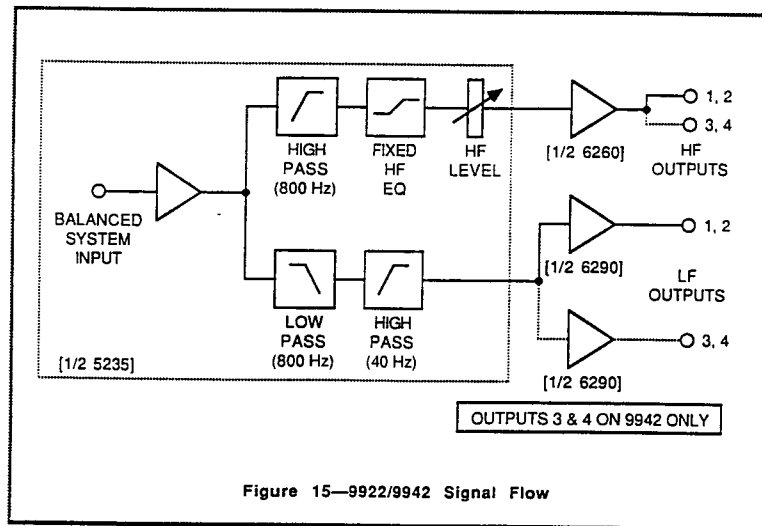 HIGH
PASS
(800 Hz)
FIXED
HF
EQ
HF
LEVEL
[1/2 6260]
1, 2
3, 4
HF
OUTPUTS
BALANCED
SYSTEM
INPUT
[1/2 6290]
1, 2
LF
OUTPUTS
LOW
PASS
(800 Hz)
HIGH
PASS
(40 Hz)
3, 4
[1/2 5235]
[1/2 6290]
OUTPUTS 3 & 4 ON 9942 ONLY
Figure 15—9922/9942 Signal Flow